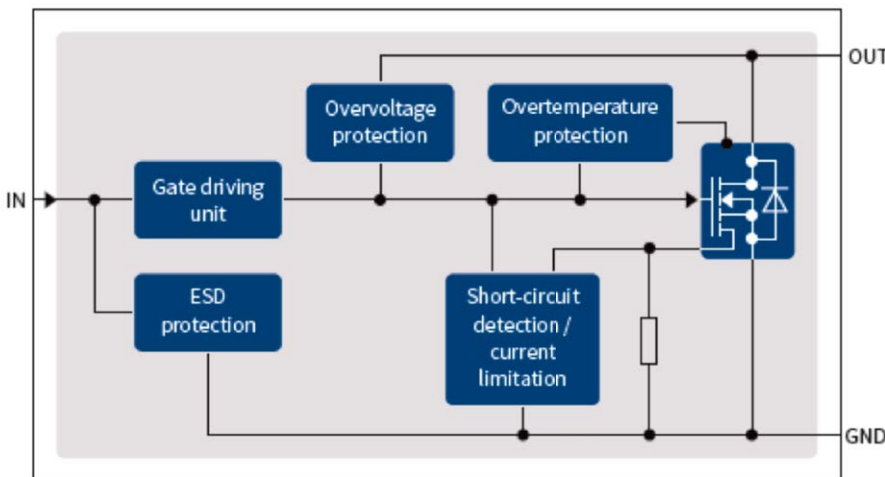 OUT
Overvoltage
protection
Overtemperature
protection
IN
Gate driving
unit
ESD
protection
Short-circuit
detection /
current
limitation
GND